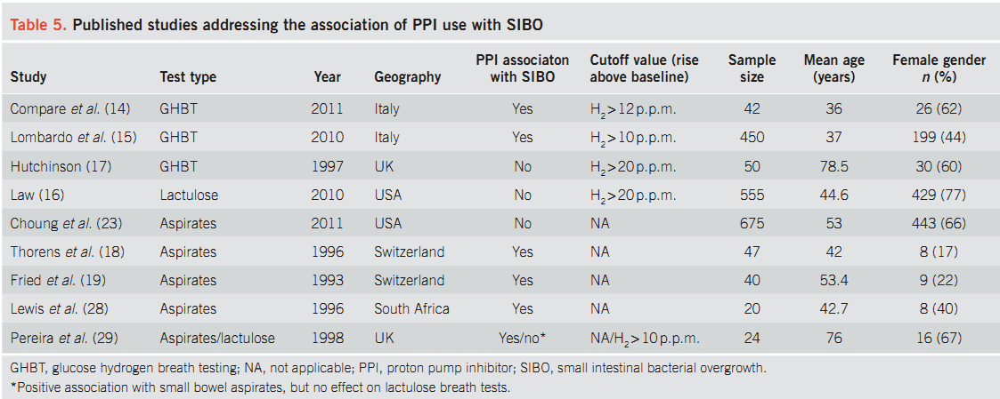 Table 5. Published studies addressing the association of PPI use with SIBO
Study Test type Year Geography PPI associaton with SIBO Cutoff value (rise above baseline) Sample size Mean age (years) Female gender n (%)
Compare et al. (14) GHBT 2011 Italy Yes H₂>12 p.p.m. 42 36 26 (62)
Lombardo et al. (15) GHBT 2010 Italy Yes H₂>10 p.p.m. 450 37 199 (44)
Hutchinson (17) GHBT 1997 UK No H₂>20 p.p.m. 50 78.5 30 (60)
Law (16) Lactulose 2010 USA No H₂>20 p.p.m. 555 44.6 429 (77)
Choung et al. (23) Aspirates 2011 USA No NA 675 53 443 (66)
Thorens et al. (18) Aspirates 1996 Switzerland Yes NA 47 42 8 (17)
Fried et al. (19) Aspirates 1993 Switzerland Yes NA 40 53.4 9 (22)
Lewis et al. (28) Aspirates 1996 South Africa Yes NA 20 42.7 8 (40)
Pereira et al. (29) Aspirates/lactulose 1998 UK Yes/no* NA/H₂>10 p.p.m. 24 76 16 (67)
GHBT, glucose hydrogen breath testing; NA, not applicable; PPI, proton pump inhibitor; SIBO, small intestinal bacterial overgrowth.
*Positive association with small bowel aspirates, but no effect on lactulose breath tests.